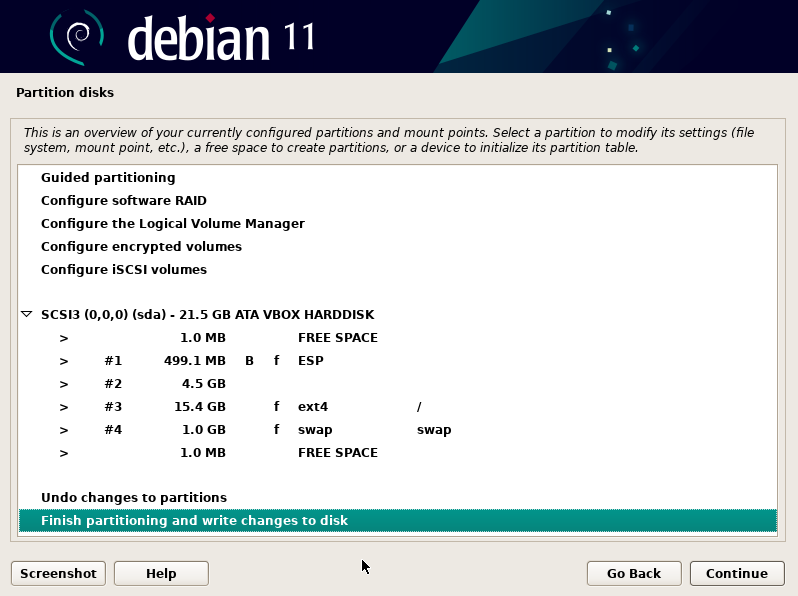 debian 11
Partition disks
This is an overview of your currently configured partitions and mount points. Select a partition to modify its settings (file
system, mount point, etc.), a free space to create partitions, or a device to initialize its partition table.
Guided partitioning
Configure software RAID
Configure the Logical Volume Manager
Configure encrypted volumes
Configure iSCSI volumes
SCSI3 (0,0,0) (sda) - 21.5 GB ATA VBOX HARDDISK
> 1.0 MB FREE SPACE
> #1 499.1 MB B f ESP
> #2 4.5 GB
> #3 15.4 GB f ext4 /
> #4 1.0 GB f swap swap
> 1.0 MB FREE SPACE
Undo changes to partitions
Finish partitioning and write changes to disk
Screenshot Help Go Back Continue